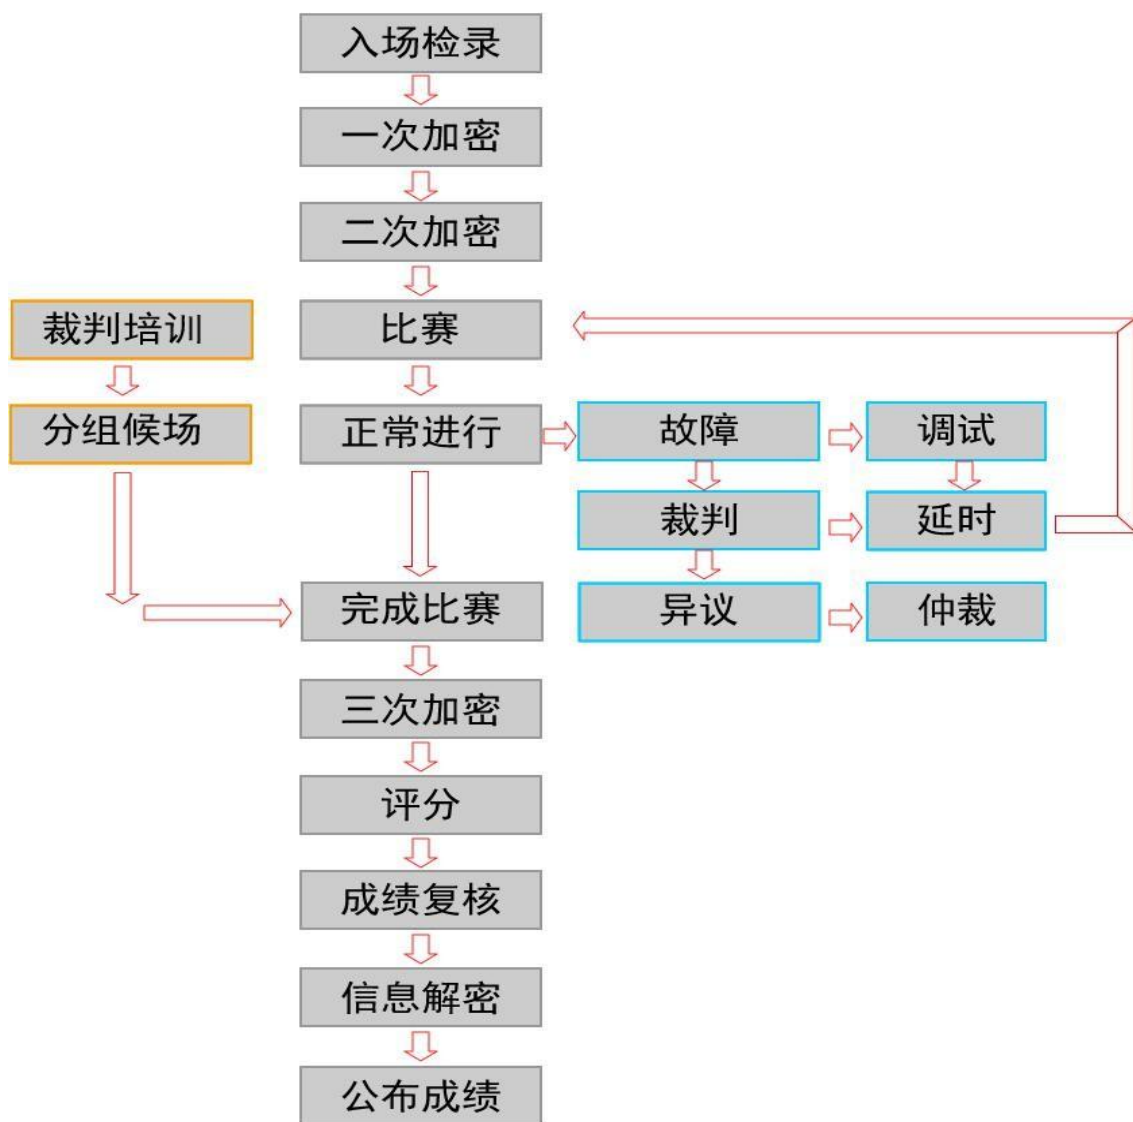 入场检录
一次加密
二次加密
裁判培训
比赛
分组候场
正常进行
故障
调试
裁判
延时
完成比赛
异议
仲裁
三次加密
评分
成绩复核
信息解密
公布成绩